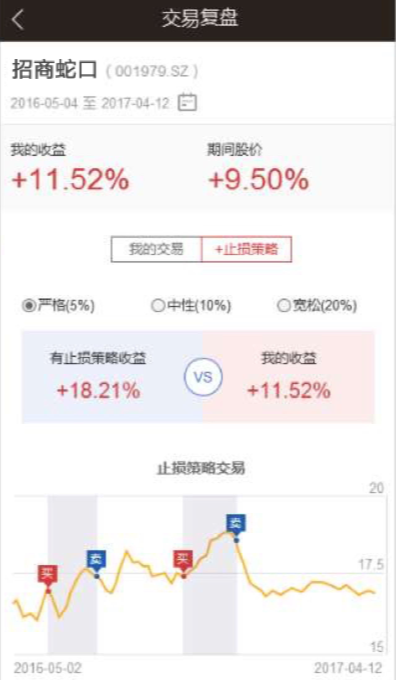 交易复盘
招商蛇口 (001979.SZ)
2016-05-04 至 2017-04-12
我的收益 期间股价
+11.52% +9.50%
我的交易 +止损策略
严格(5%) 中性(10%) 宽松(20%)
有止损策略收益 VS 我的收益
+18.21% +11.52%
止损策略交易
20
卖
卖
买
17.5
买
15
2016-05-02 2017-04-12